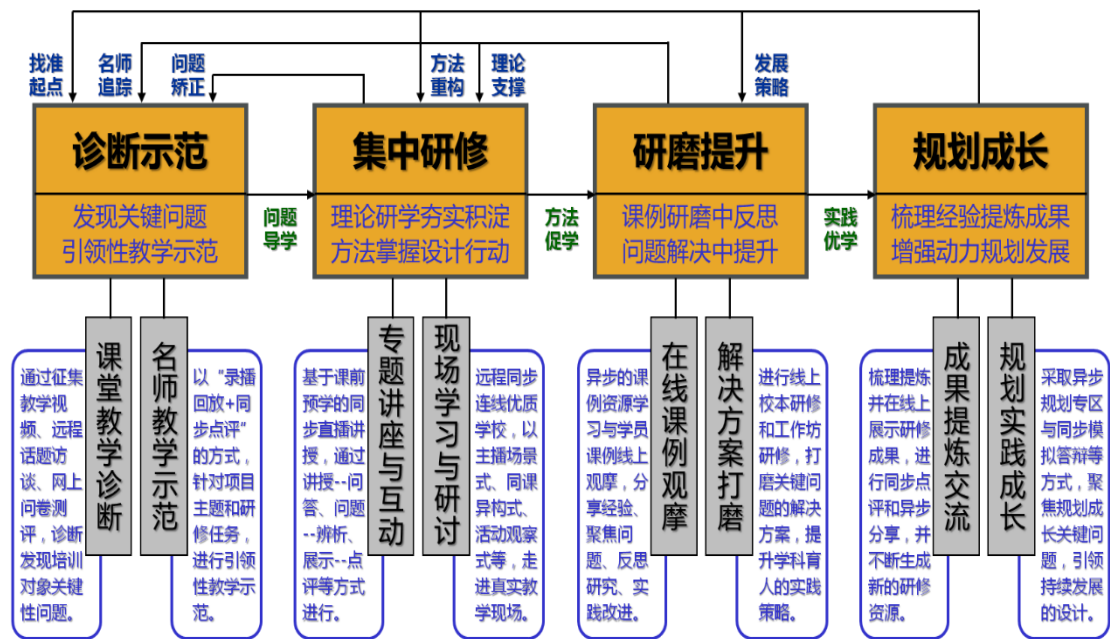 找准
起点
名师
追踪
问题
矫正
方法
重构
理论
支撑
发展
策略
诊断示范
发现关键问题
引领性教学示范
问题
导学
集中研修
理论研学夯实积淀
方法掌握设计行动
方法
促学
研磨提升
课例研磨中反思
问题解决中提升
实践
优学
规划成长
梳理经验提炼成果
增强动力规划发展
通过征集
教学视
频、远程
话题访
谈、网上
问卷测
评，诊断
发现培训
对象关键
性问题。
课堂教学诊断
名师教学示范
以“录播
回放+同
步点评”
的方式，
针对项目
主题和研
修任务，
进行引领
性教学示
范。
基于课前
预学的同
步直播讲
授，通过
讲授--问
答、问题
--辨析、
展示--点
评等方式
进行。
专题讲座与互动
现场学习与研讨
远程同步
连线优质
学校，以
主播场景
式、同课
异构式、
活动观察
式等，走
进真实教
学现场。
异步的课
例资源学
习与学员
课例线上
观摩，分
享经验、
聚焦问
题、反思
研究、实
践改进。
在线课例观摩
解决方案打磨
进行线上
校本研修
和工作坊
研修，打
磨关键问
题的解决
方案，提
升学科育
人的实践
策略。
梳理提炼
并在线上
展示研修
成果，进
行同步点
评和异步
分享，并
不断生成
新的研修
资源。
成果提炼交流
规划实践成长
采取异步
规划专区
与同步模
拟答辩等
方式，聚
焦规划成
长关键问
题，引领
持续发展
的设计。